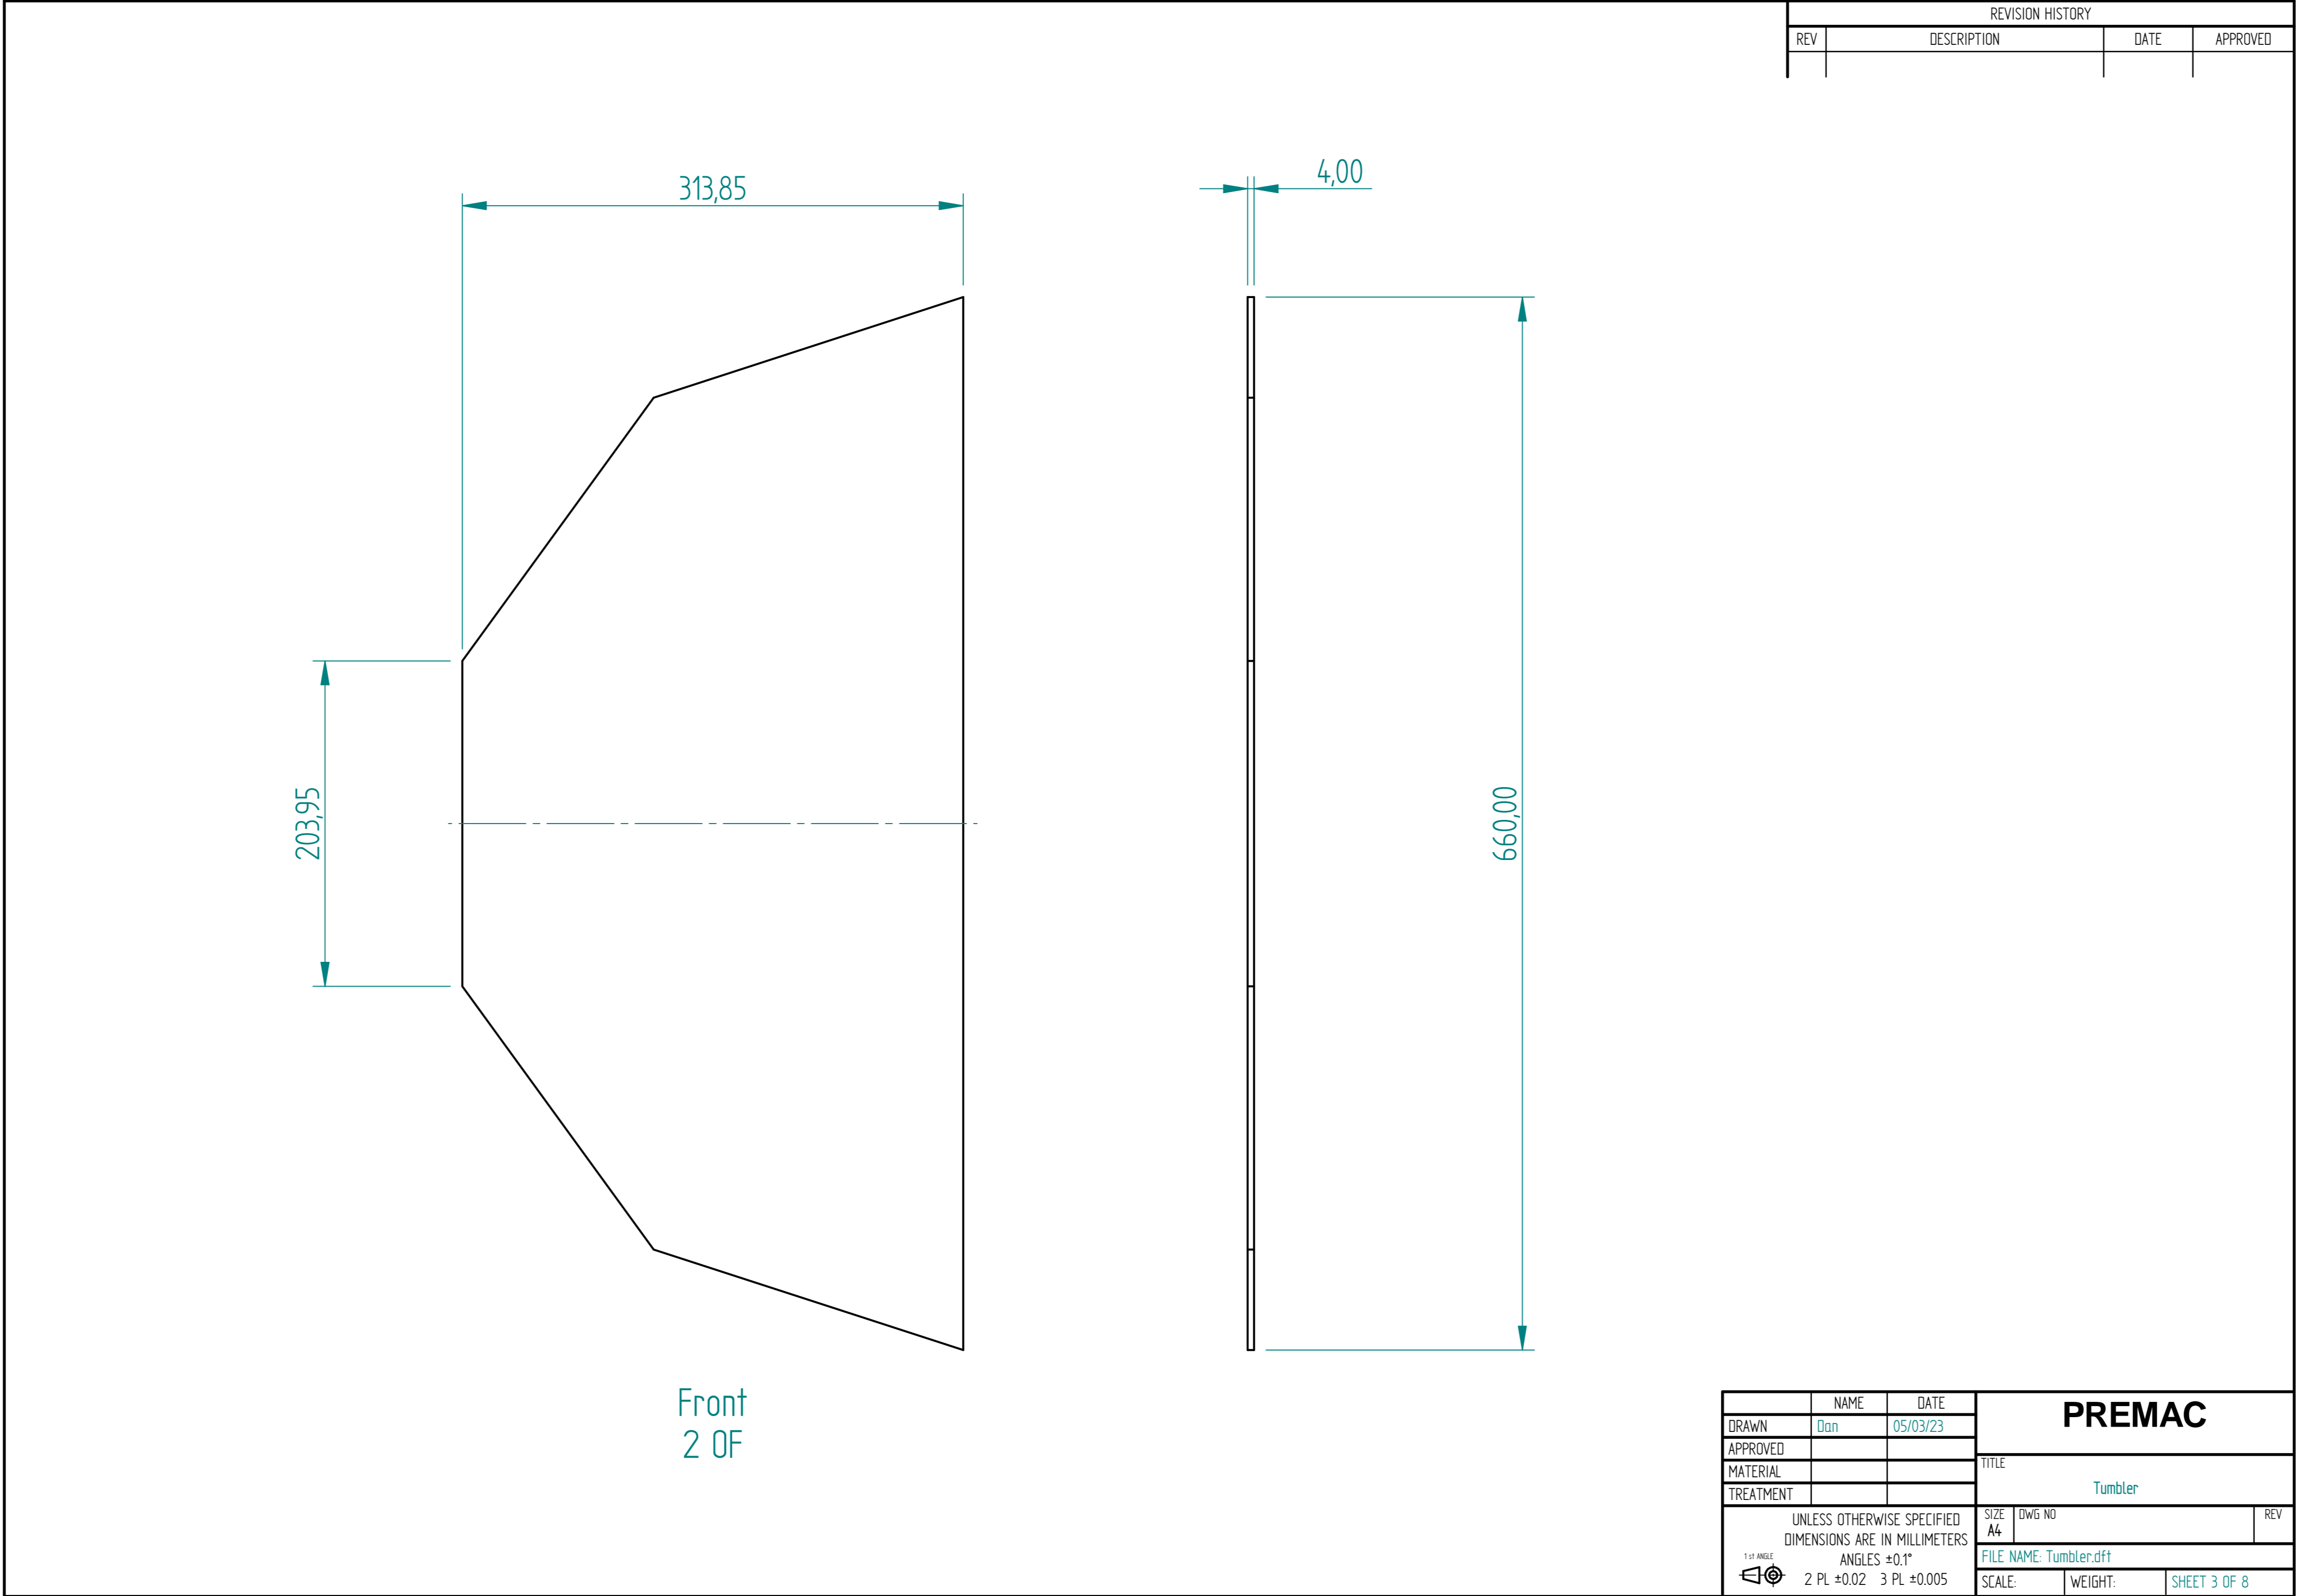 REVISION HISTORY
REV DESCRIPTION DATE APPROVED
313,85
4,00
203,95
660,00
Front
2 OF
NAME DATE
DRAWN Dan 05/03/23
APPROVED
MATERIAL
TREATMENT
PREMAC
TITLE
Tumbler
UNLESS OTHERWISE SPECIFIED
DIMENSIONS ARE IN MILLIMETERS
1 st ANGLE
ANGLES ±0.1°
2 PL ±0.02 3 PL ±0.005
SIZE DWG NO REV
A4
FILE NAME: Tumbler.dft
SCALE: WEIGHT: SHEET 3 OF 8